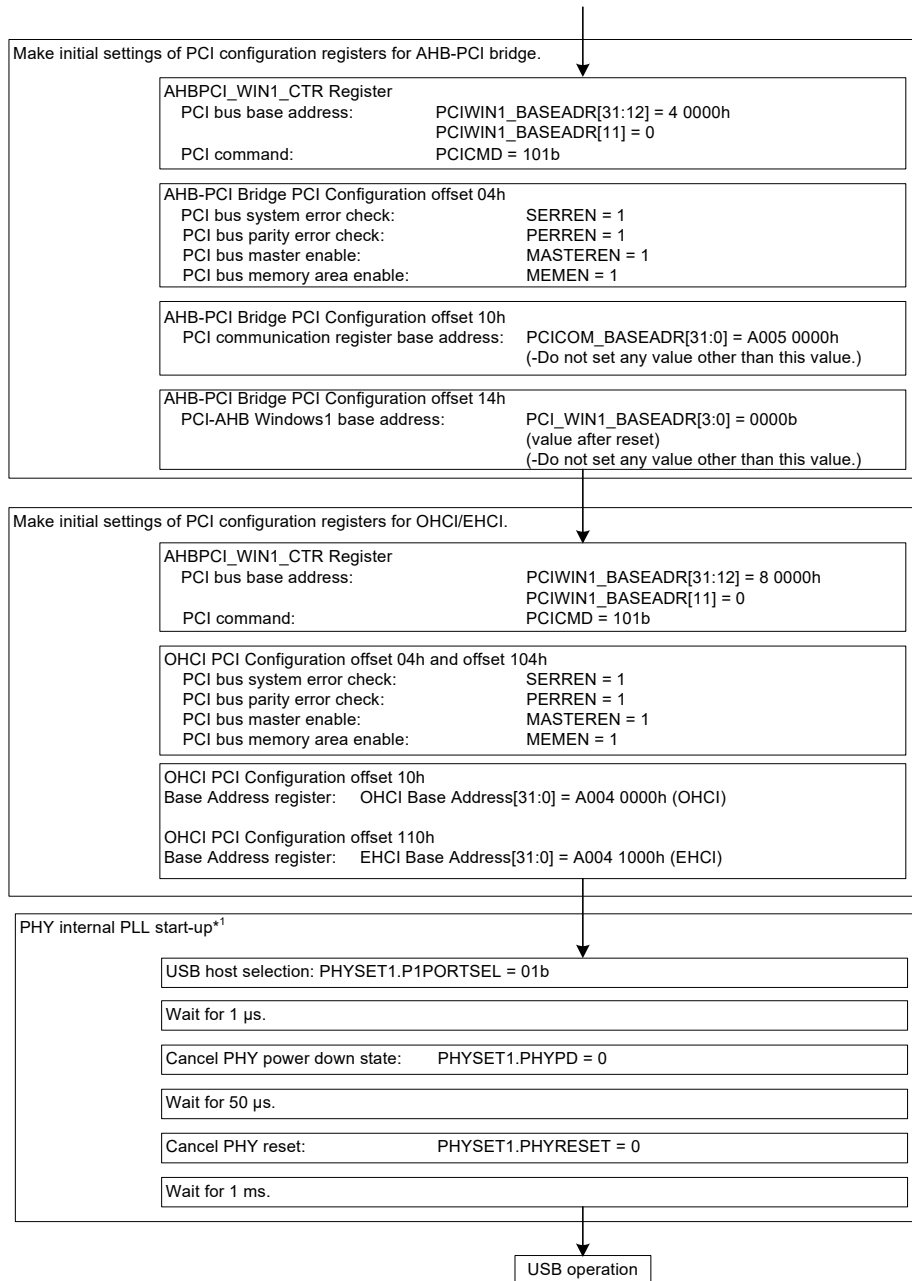 Make initial settings of PCI configuration registers for AHB-PCI bridge.
AHBPCI_WIN1_CTR Register
PCI bus base address: PCIWIN1_BASEADR[31:12] = 4 0000h
PCIWIN1_BASEADR[11] = 0
PCI command: PCICMD = 101b
AHB-PCI Bridge PCI Configuration offset 04h
PCI bus system error check: SERREN = 1
PCI bus parity error check: PERREN = 1
PCI bus master enable: MASTEREN = 1
PCI bus memory area enable: MEMEN = 1
AHB-PCI Bridge PCI Configuration offset 10h
PCI communication register base address: PCICOM_BASEADR[31:0] = A005 0000h
(-Do not set any value other than this value.)
AHB-PCI Bridge PCI Configuration offset 14h
PCI-AHB Windows1 base address: PCI_WIN1_BASEADR[3:0] = 0000b
(value after reset)
(-Do not set any value other than this value.)
Make initial settings of PCI configuration registers for OHCI/EHCI.
AHBPCI_WIN1_CTR Register
PCI bus base address: PCIWIN1_BASEADR[31:12] = 8 0000h
PCIWIN1_BASEADR[11] = 0
PCI command: PCICMD = 101b
OHCI PCI Configuration offset 04h and offset 104h
PCI bus system error check: SERREN = 1
PCI bus parity error check: PERREN = 1
PCI bus master enable: MASTEREN = 1
PCI bus memory area enable: MEMEN = 1
OHCI PCI Configuration offset 10h
Base Address register: OHCI Base Address[31:0] = A004 0000h (OHCI)
OHCI PCI Configuration offset 110h
Base Address register: EHCI Base Address[31:0] = A004 1000h (EHCI)
PHY internal PLL start-up*1
USB host selection: PHYSET1.P1PORTSEL = 01b
Wait for 1 µs.
Cancel PHY power down state: PHYSET1.PHYPD = 0
Wait for 50 µs.
Cancel PHY reset: PHYSET1.PHYRESET = 0
Wait for 1 ms.
USB operation